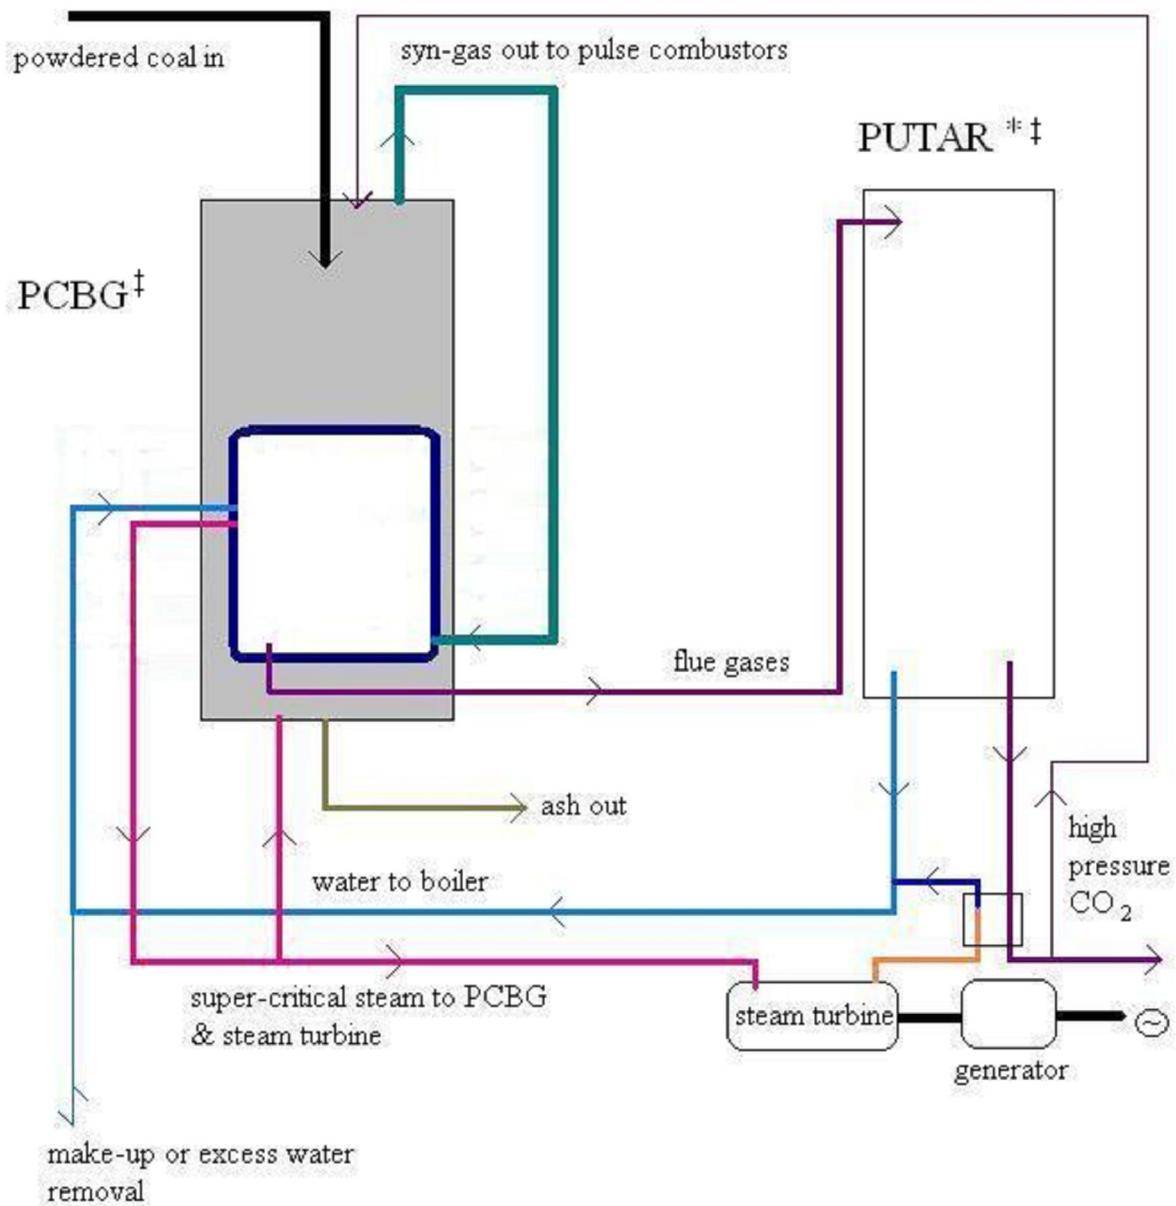 powdered coal in
syn-gas out to pulse combustors
PUTAR *‡
PCBG‡
flue gases
ash out
high
pressure
CO2
water to boiler
super-critical steam to PCBG
& steam turbine
steam turbine
~
generator
make-up or excess water
removal